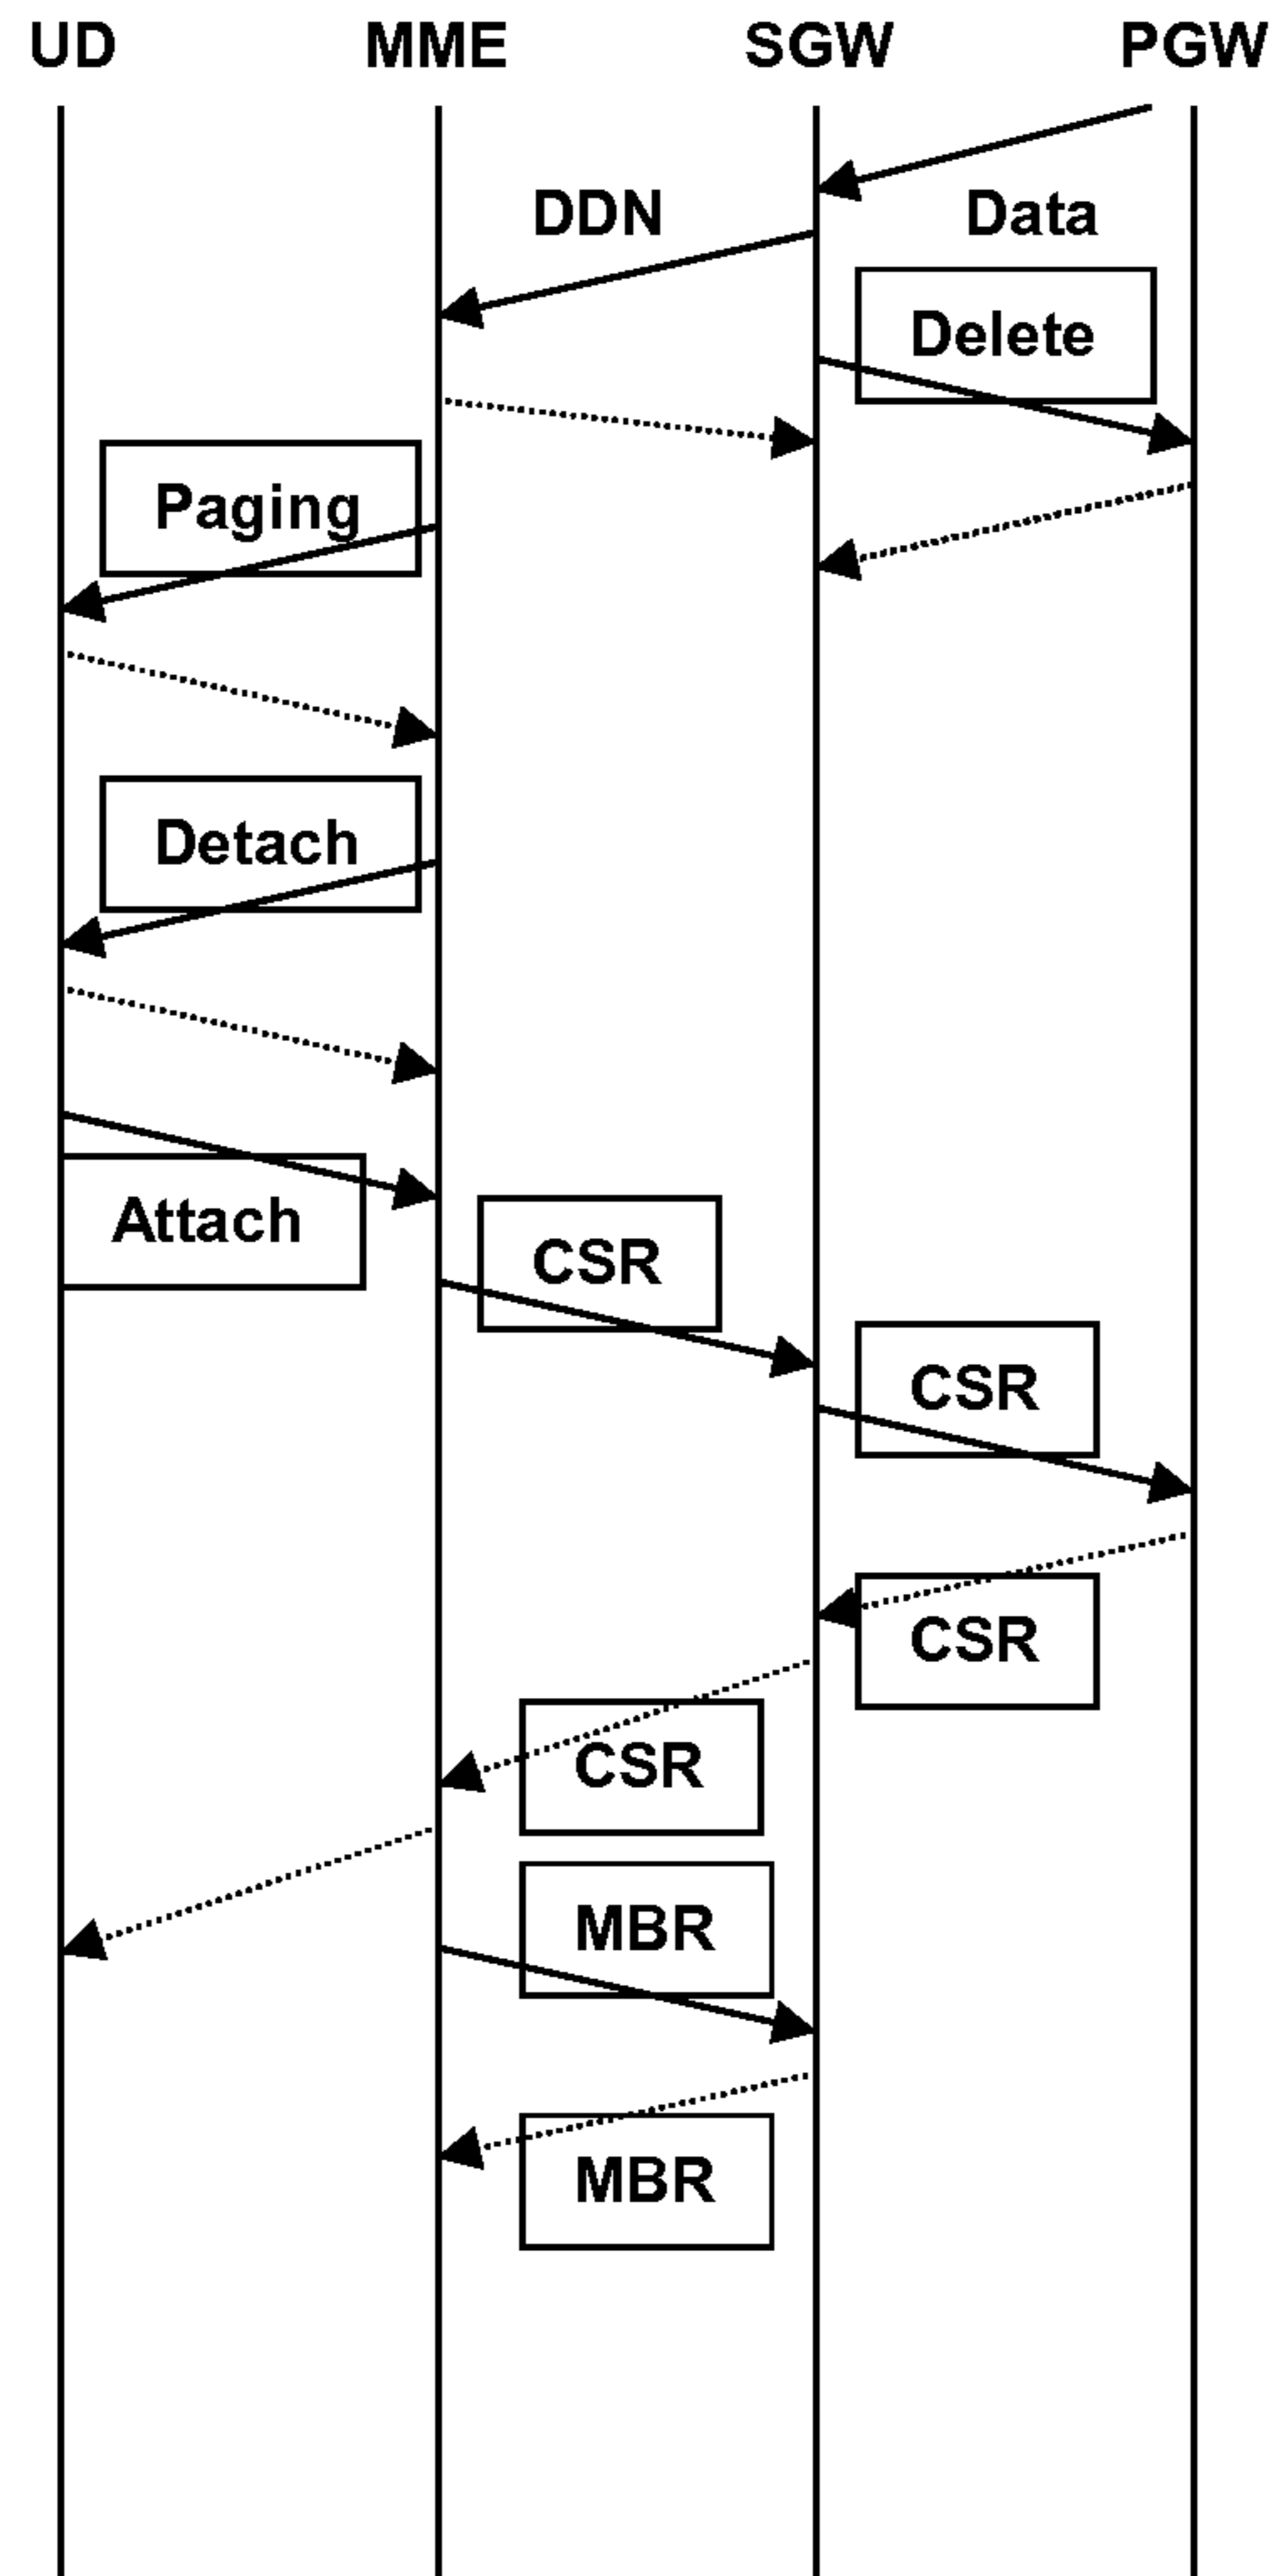 UD MME SGW PGW
DDN Data
Delete
Paging
Detach
Attach
CSR
CSR
CSR
CSR
MBR
MBR